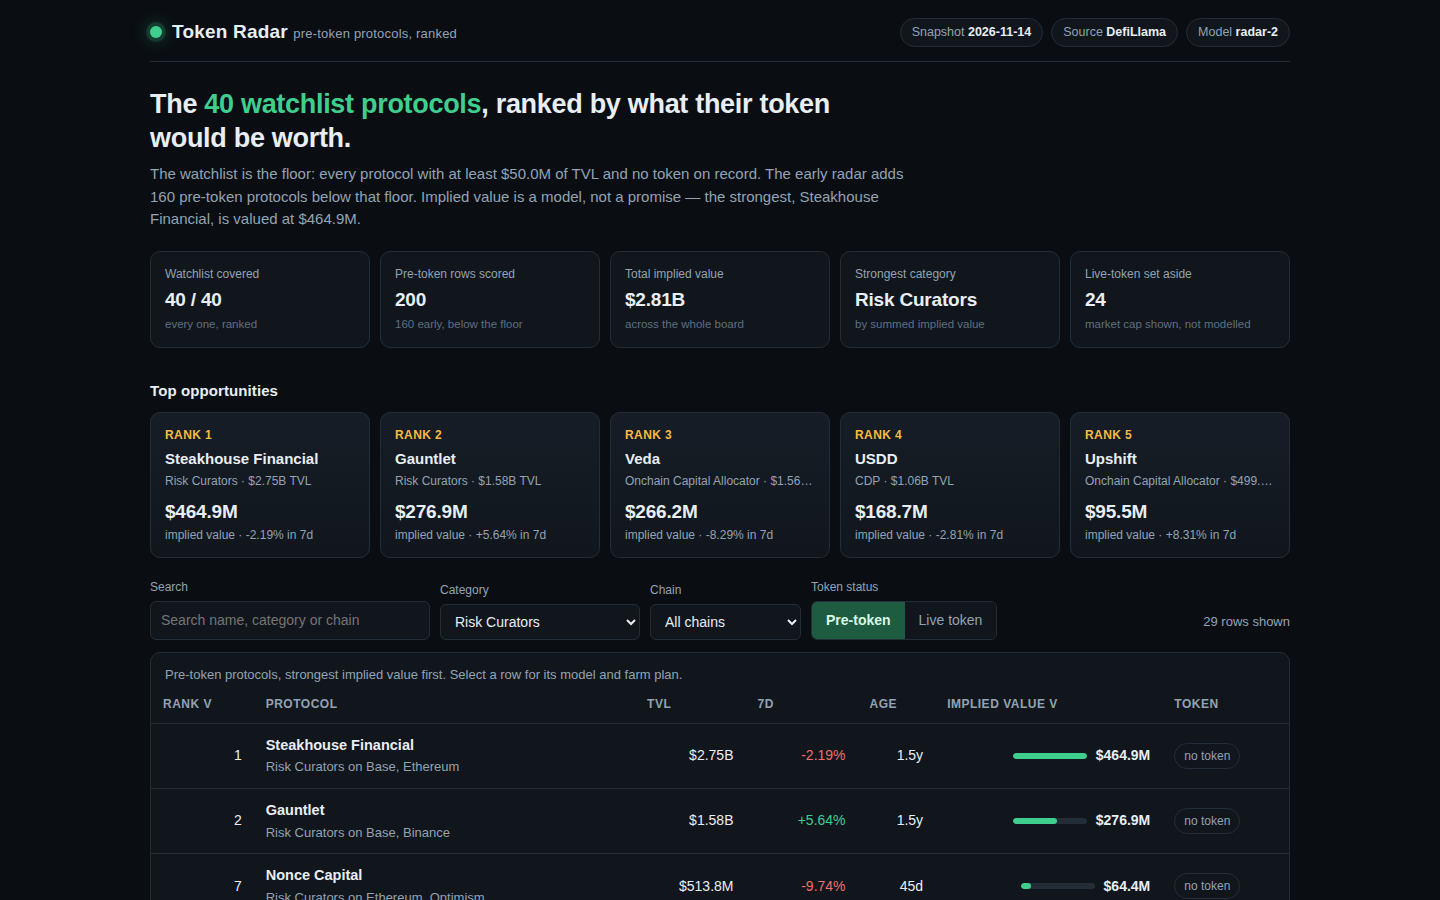 Token Radar pre-token protocols, ranked
Snapshot 2026-11-14
Source DefiLlama
Model radar-2
The 40 watchlist protocols, ranked by what their token
would be worth.
The watchlist is the floor: every protocol with at least $50.0M of TVL and no token on record. The early radar adds
160 pre-token protocols below that floor. Implied value is a model, not a promise — the strongest, Steakhouse
Financial, is valued at $464.9M.
Watchlist covered
40 / 40
every one, ranked
Pre-token rows scored
200
160 early, below the floor
Total implied value
$2.81B
across the whole board
Strongest category
Risk Curators
by summed implied value
Live-token set aside
24
market cap shown, not modelled
Top opportunities
RANK 1
Steakhouse Financial
Risk Curators · $2.75B TVL
$464.9M
implied value · -2.19% in 7d
RANK 2
Gauntlet
Risk Curators · $1.58B TVL
$276.9M
implied value · +5.64% in 7d
RANK 3
Veda
Onchain Capital Allocator · $1.56…
$266.2M
implied value · -8.29% in 7d
RANK 4
USDD
CDP · $1.06B TVL
$168.7M
implied value · -2.81% in 7d
RANK 5
Upshift
Onchain Capital Allocator · $499.…
$95.5M
implied value · +8.31% in 7d
Search
Search name, category or chain
Category
Risk Curators
Chain
All chains
Token status
Pre-token
Live token
29 rows shown
Pre-token protocols, strongest implied value first. Select a row for its model and farm plan.
RANK V PROTOCOL TVL 7D AGE IMPLIED VALUE V TOKEN
1 Steakhouse Financial $2.75B -2.19% 1.5y $464.9M no token
Risk Curators on Base, Ethereum
2 Gauntlet $1.58B +5.64% 1.5y $276.9M no token
Risk Curators on Base, Binance
7 Nonce Capital $513.8M -9.74% 45d $64.4M no token
Risk Curators on Ethereum, Optimism